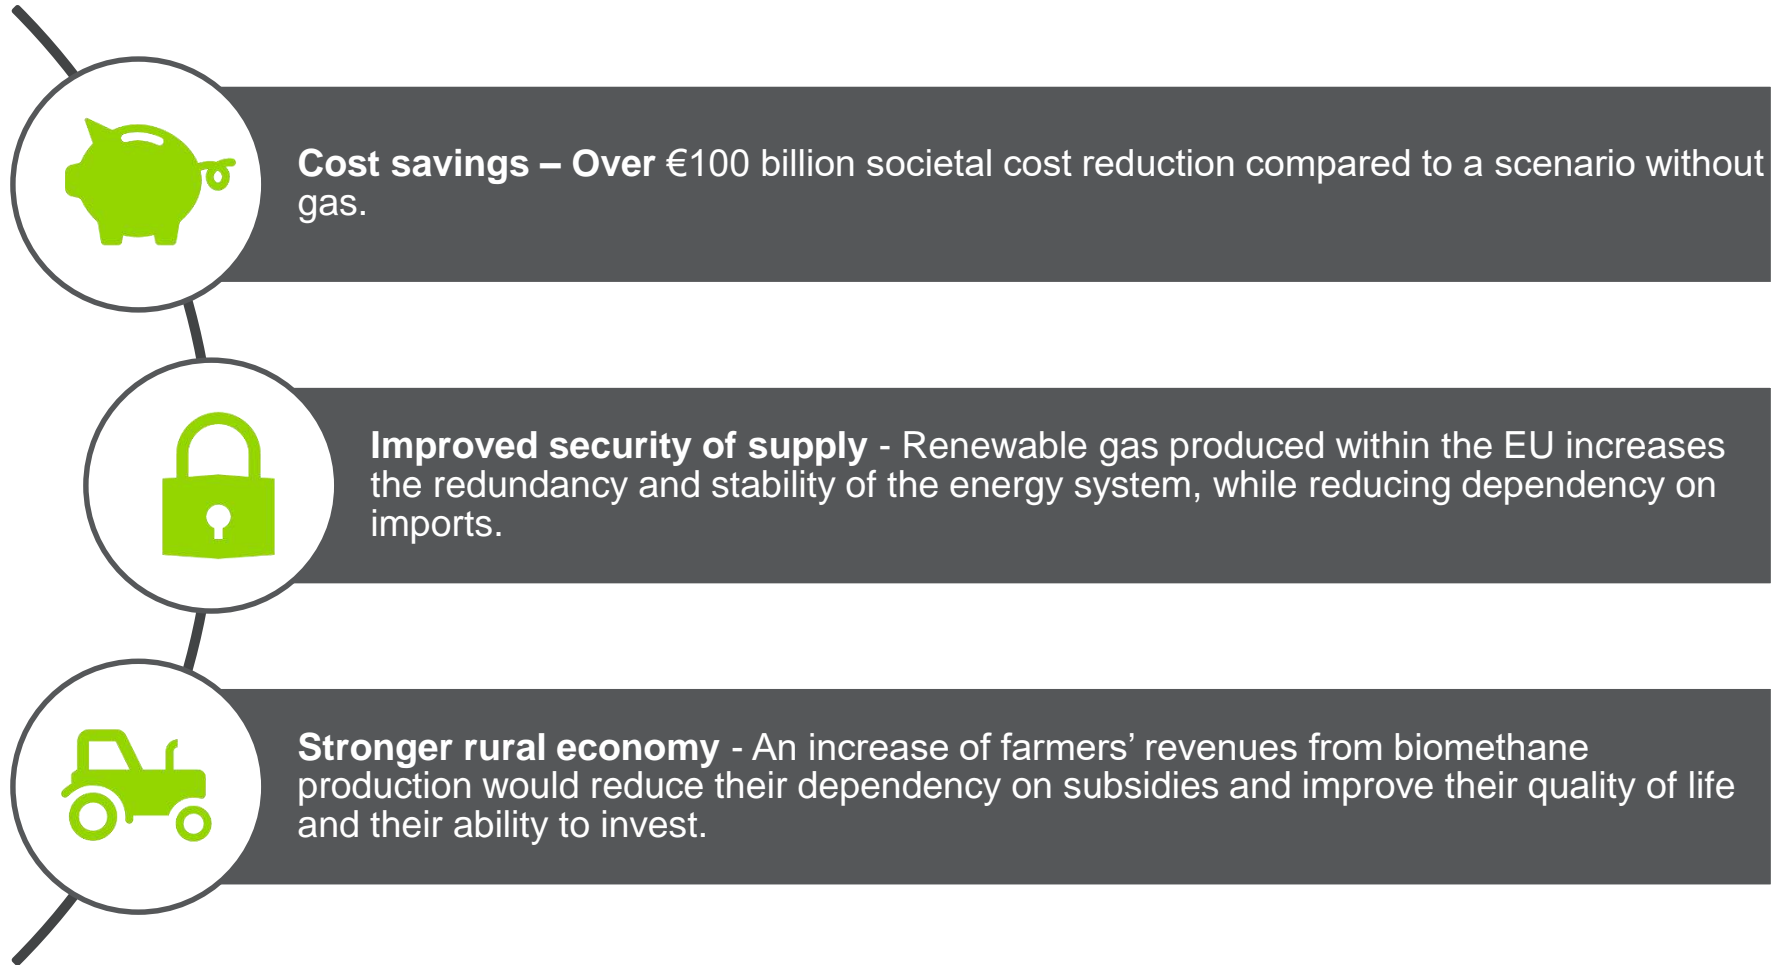 Cost savings – Over €100 billion societal cost reduction compared to a scenario without
gas.
Improved security of supply - Renewable gas produced within the EU increases
the redundancy and stability of the energy system, while reducing dependency on
imports.
Stronger rural economy - An increase of farmers’ revenues from biomethane
production would reduce their dependency on subsidies and improve their quality of life
and their ability to invest.